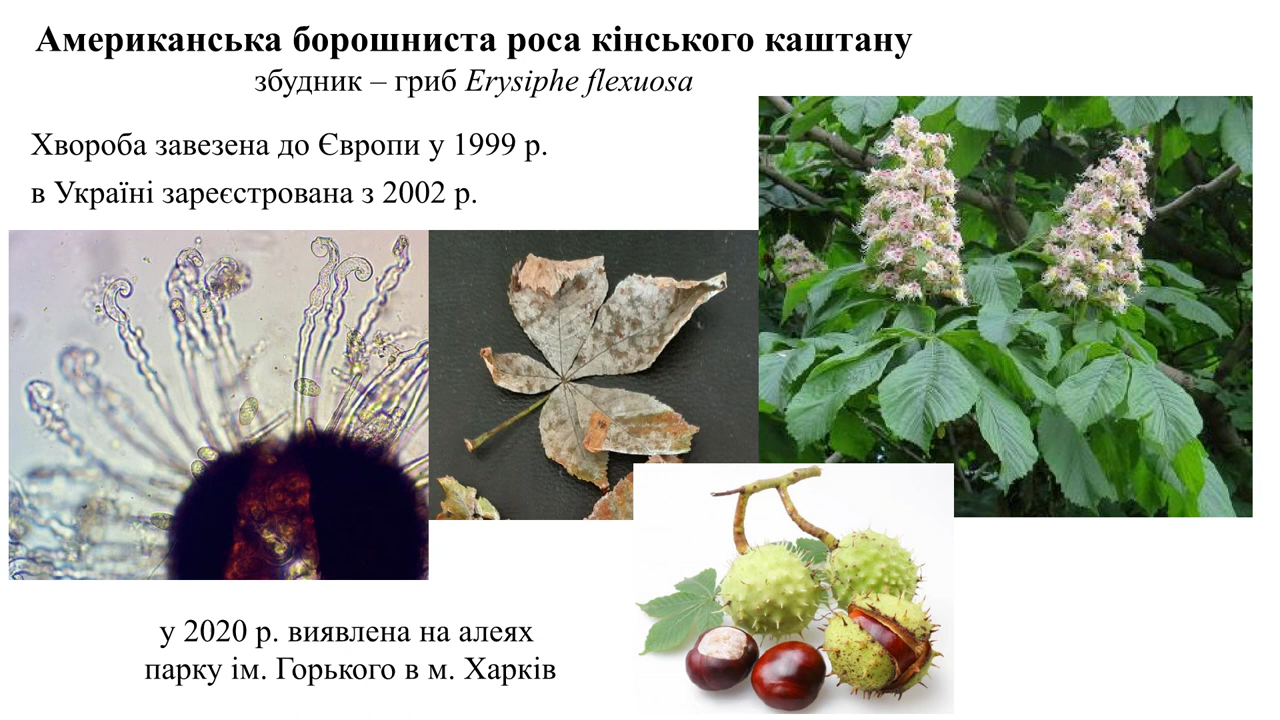 Американська борошниста роса кінського каштану
збудник – гриб Erysiphe flexuosa
Хвороба завезена до Європи у 1999 р.
в Україні зареєстрована з 2002 р.
у 2020 р. виявлена на алеях
парку ім. Горького в м. Харків